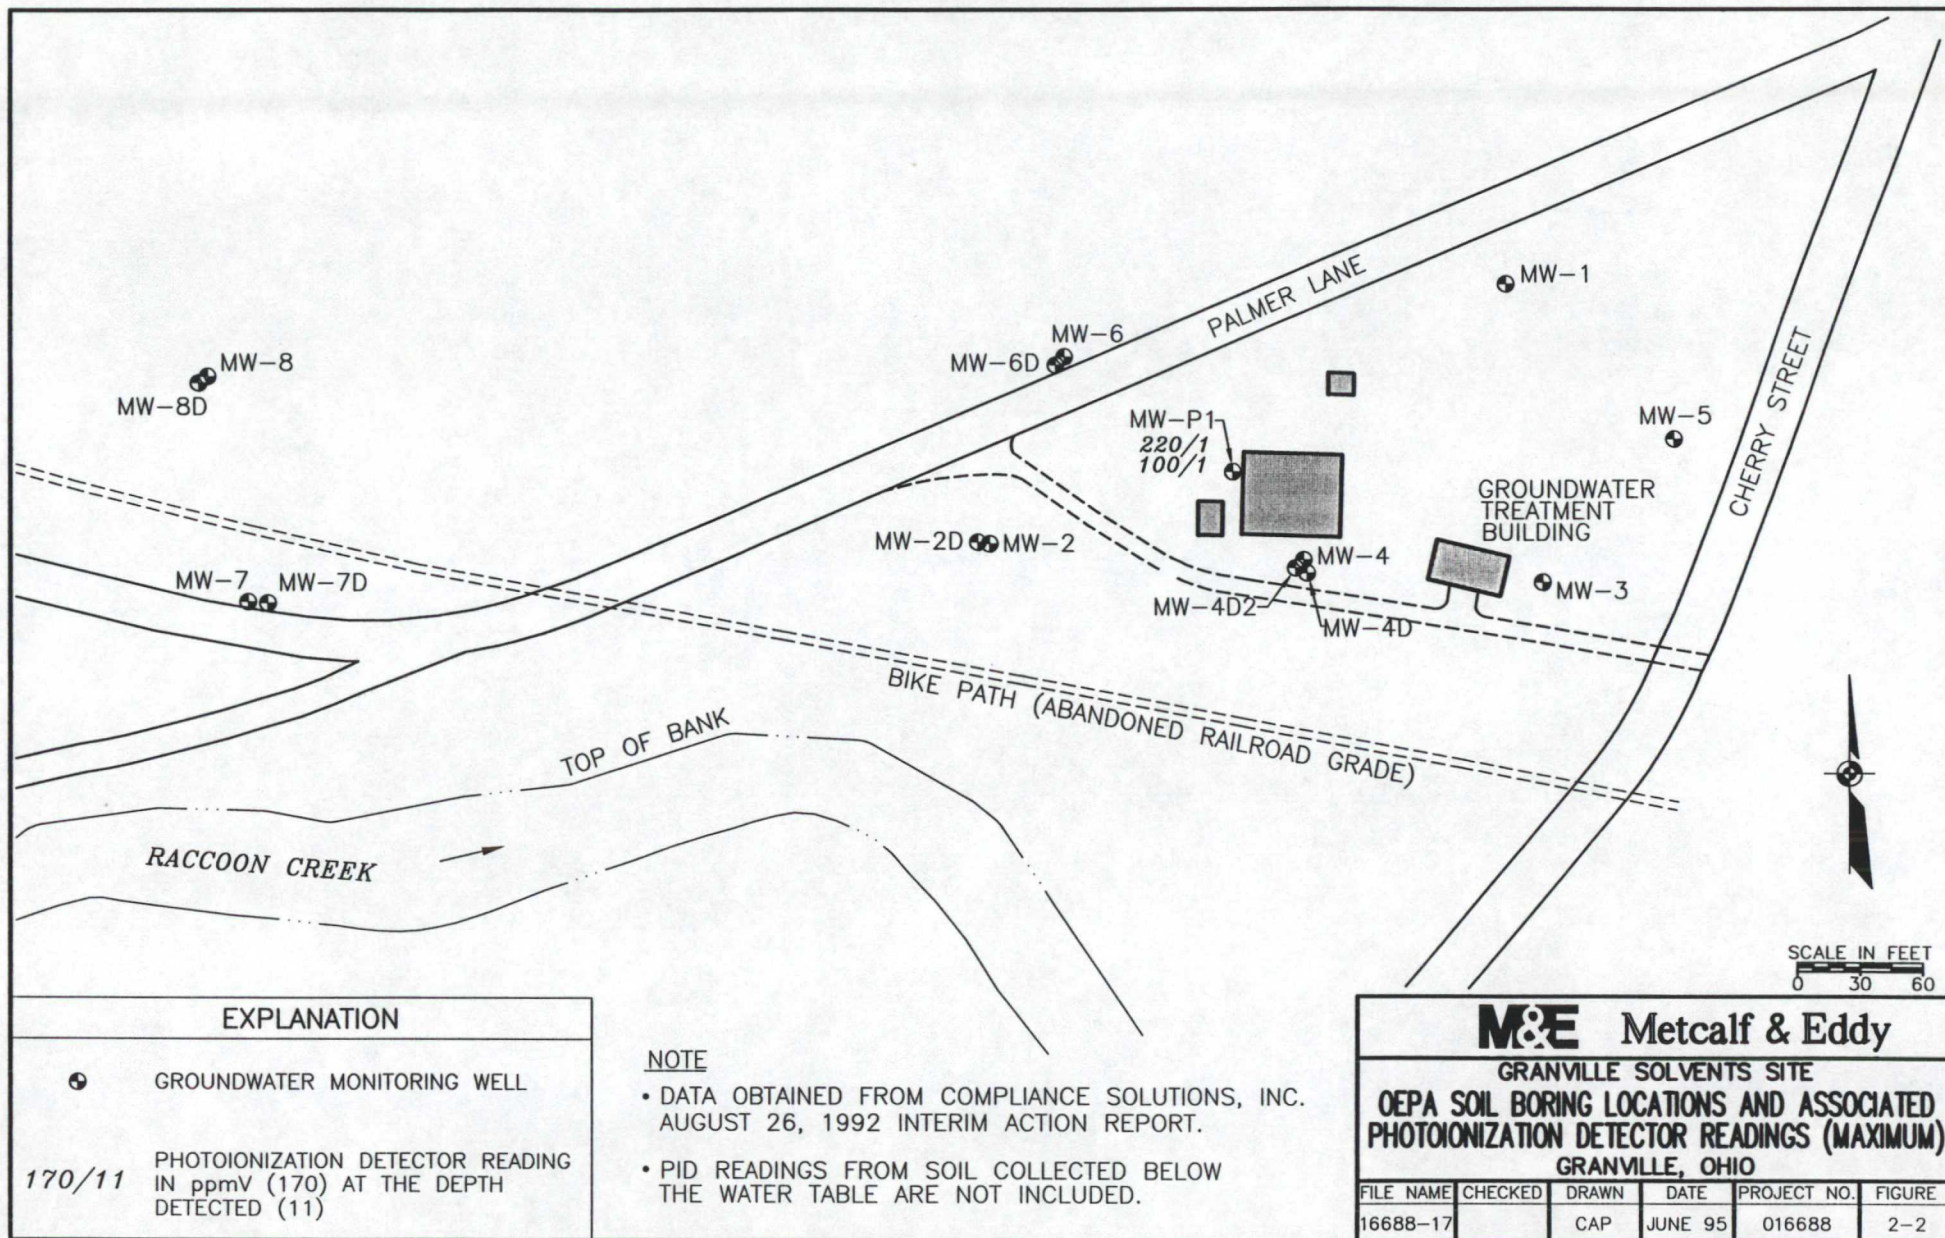 PALMER LANE
CHERRY STREET
MW-1
MW-6
MW-6D
MW-8
MW-8D
MW-P1
220/1
100/1
MW-5
GROUNDWATER
TREATMENT
BUILDING
MW-2D
MW-2
MW-4
MW-4D2
MW-4D
MW-3
MW-7
MW-7D
BIKE PATH (ABANDONED RAILROAD GRADE)
TOP OF BANK
RACCOON CREEK
SCALE IN FEET
0 30 60
EXPLANATION
GROUNDWATER MONITORING WELL
170/11
PHOTOIONIZATION DETECTOR READING
IN ppmV (170) AT THE DEPTH
DETECTED (11)
NOTE
• DATA OBTAINED FROM COMPLIANCE SOLUTIONS, INC.
AUGUST 26, 1992 INTERIM ACTION REPORT.
• PID READINGS FROM SOIL COLLECTED BELOW
THE WATER TABLE ARE NOT INCLUDED.
M&E Metcalf & Eddy
GRANVILLE SOLVENTS SITE
OEPA SOIL BORING LOCATIONS AND ASSOCIATED
PHOTOIONIZATION DETECTOR READINGS (MAXIMUM)
GRANVILLE, OHIO
FILE NAME CHECKED DRAWN DATE PROJECT NO. FIGURE
16688-17 CAP JUNE 95 016688 2-2